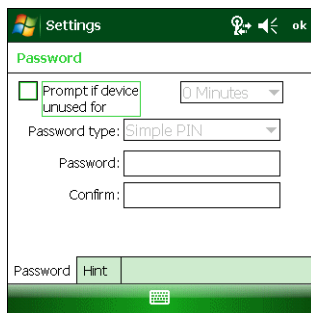 Settings ok
Password
Prompt if device
unused for
0 Minutes
Password type: Simple PIN
Password:
Confirm:
Password Hint